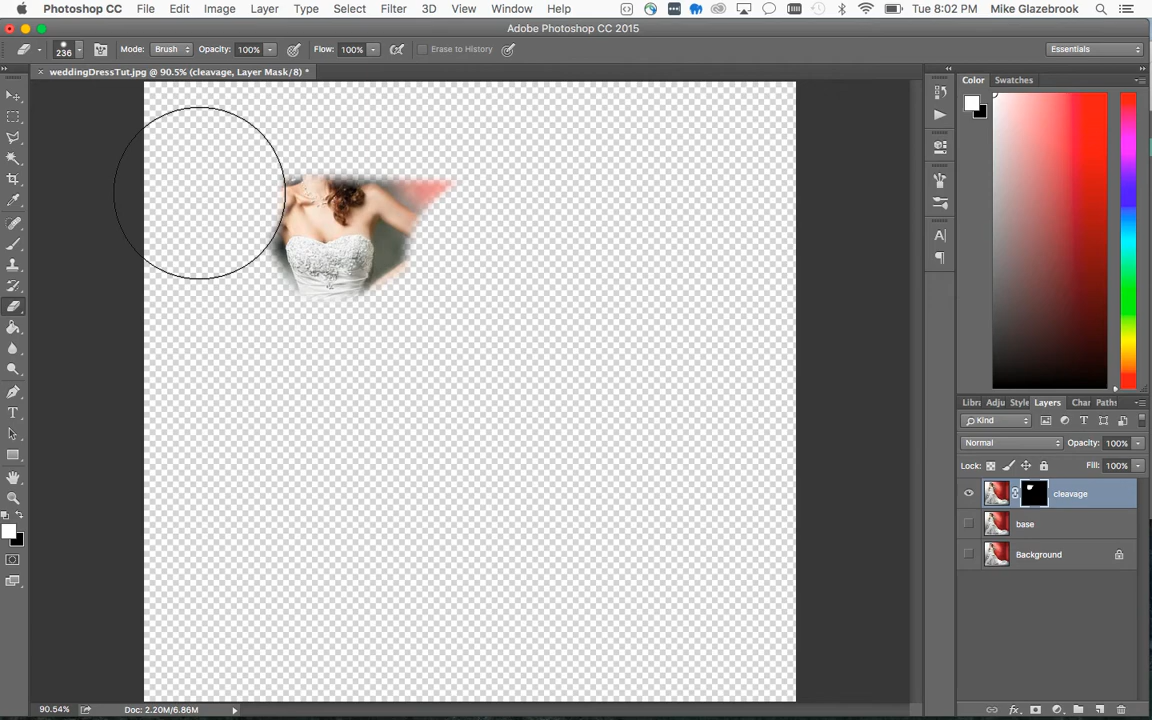 Photoshop CC File Edit Image Layer Type Select Filter 3D View Window Help Tue 8:02 PM Mike Glazebrook
Adobe Photoshop CC 2015
236 Mode: Brush Opacity: 100% Flow: 100% Erase to History Essentials
× weddingDressTut.jpg @ 90.5% (cleavage, Layer Mask/8) *
Color Swatches
Libra Adju Style Layers Char Paths
Kind
Normal Opacity: 100%
Lock: Fill: 100%
cleavage
base
Background
90.54% Doc: 2.20M/6.86M